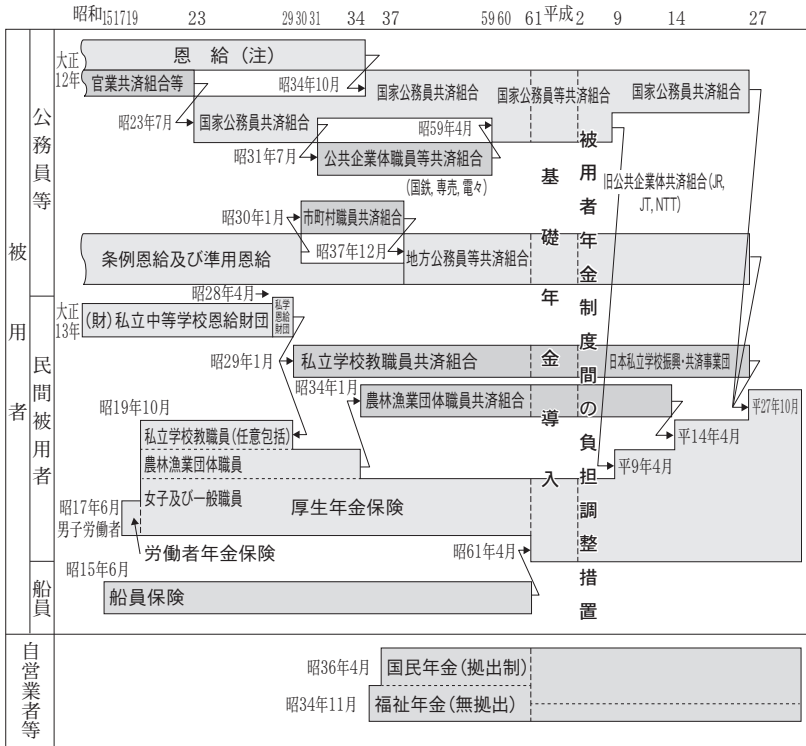 昭和151719 23 293031 34 37 5960 61平成2 9 14 27
被用者
公務員等
民間被用者
船員
自営業者等
大正
12年
恩 給 (注)
官業共済組合等
昭34年10月
昭23年7月
国家公務員共済組合
国家公務員共済組合
国家公務員等共済組合
国家公務員共済組合
昭31年7月
昭59年4月
公共企業体職員等共済組合
(国鉄,専売,電々)
旧公共企業体共済組合(JR,
JT,NTT)
昭30年1月
市町村職員共済組合
昭37年12月
条例恩給及び準用恩給
地方公務員等共済組合
基礎年金導入
被用者年金制度間の負担調整措置
昭28年4月
大正
13年
(財)私立中等学校恩給財団
私学恩給財団
昭29年1月
私立学校教職員共済組合
日本私立学校振興・共済事業団
昭34年1月
農林漁業団体職員共済組合
平27年10月
平14年4月
平9年4月
昭19年10月
私立学校教職員(任意包括)
農林漁業団体職員
女子及び一般職員
厚生年金保険
昭17年6月
男子労働者
労働者年金保険
昭61年4月
昭15年6月
船員保険
昭36年4月
国民年金(拠出制)
昭34年11月
福祉年金(無拠出)